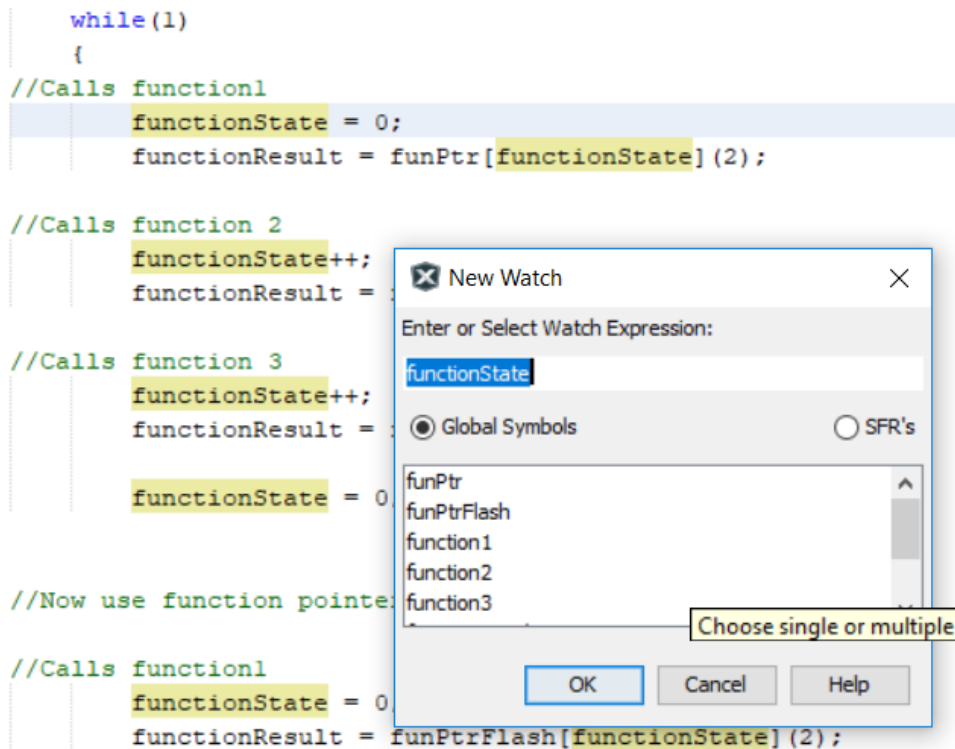 while(1)
{
//Calls function1
functionState = 0;
functionResult = funPtr[functionState](2);
//Calls function 2
functionState++;
functionResult =
//Calls function 3
functionState++;
functionResult =
functionState = 0
//Now use function pointe
//Calls function1
functionState = 0
functionResult = funPtrFlash[functionState](2);
New Watch
Enter or Select Watch Expression:
functionState
Global Symbols
SFR's
funPtr
funPtrFlash
function1
function2
function3
Choose single or multiple
OK
Cancel
Help